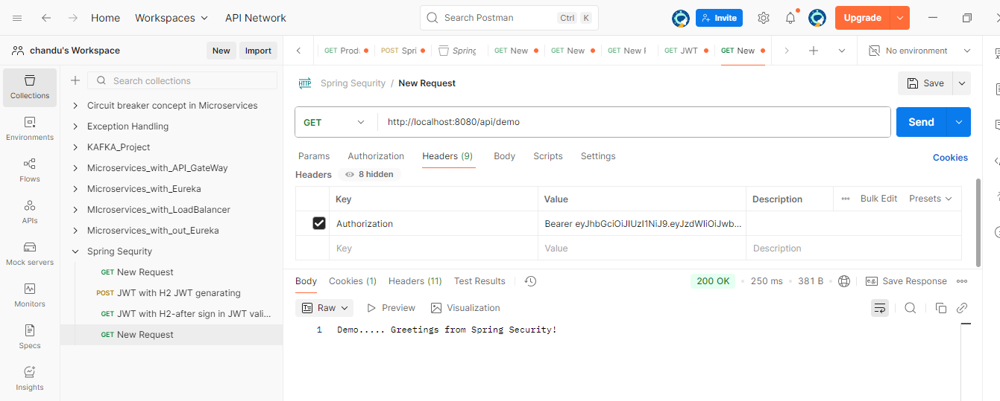 Home Workspaces API Network Search Postman Ctrl K Invite Upgrade
chandu's Workspace New Import GET Prod POST Spri Spring GET New GET New GET New F GET JWT GET New No environment
Collections
Environments
Flows
APIs
Mock servers
Monitors
Specs
Insights
Search collections
Circuit breaker concept in Microservices
Exception Handling
KAFKA_Project
Microservices_with_API_GateWay
Microservices_with_Eureka
MIcroservices_with_LoadBalancer
Microservices_with_out_Eureka
Spring Sequrity
GET New Request
POST JWT with H2 JWT genarating
GET JWT with H2-after sign in JWT vali...
GET New Request
HTTP Spring Sequrity / New Request Save
GET http://localhost:8080/api/demo Send
Params Authorization Headers (9) Body Scripts Settings Cookies
Headers 8 hidden
Key Value Description Bulk Edit Presets
Authorization Bearer eyJhbGciOiJIUzI1NiJ9.eyJzdWIiOiJwb...
Key Value Description
Body Cookies (1) Headers (11) Test Results 200 OK 250 ms 381 B e.g. Save Response
Raw Preview Visualization
1 Demo..... Greetings from Spring Security!